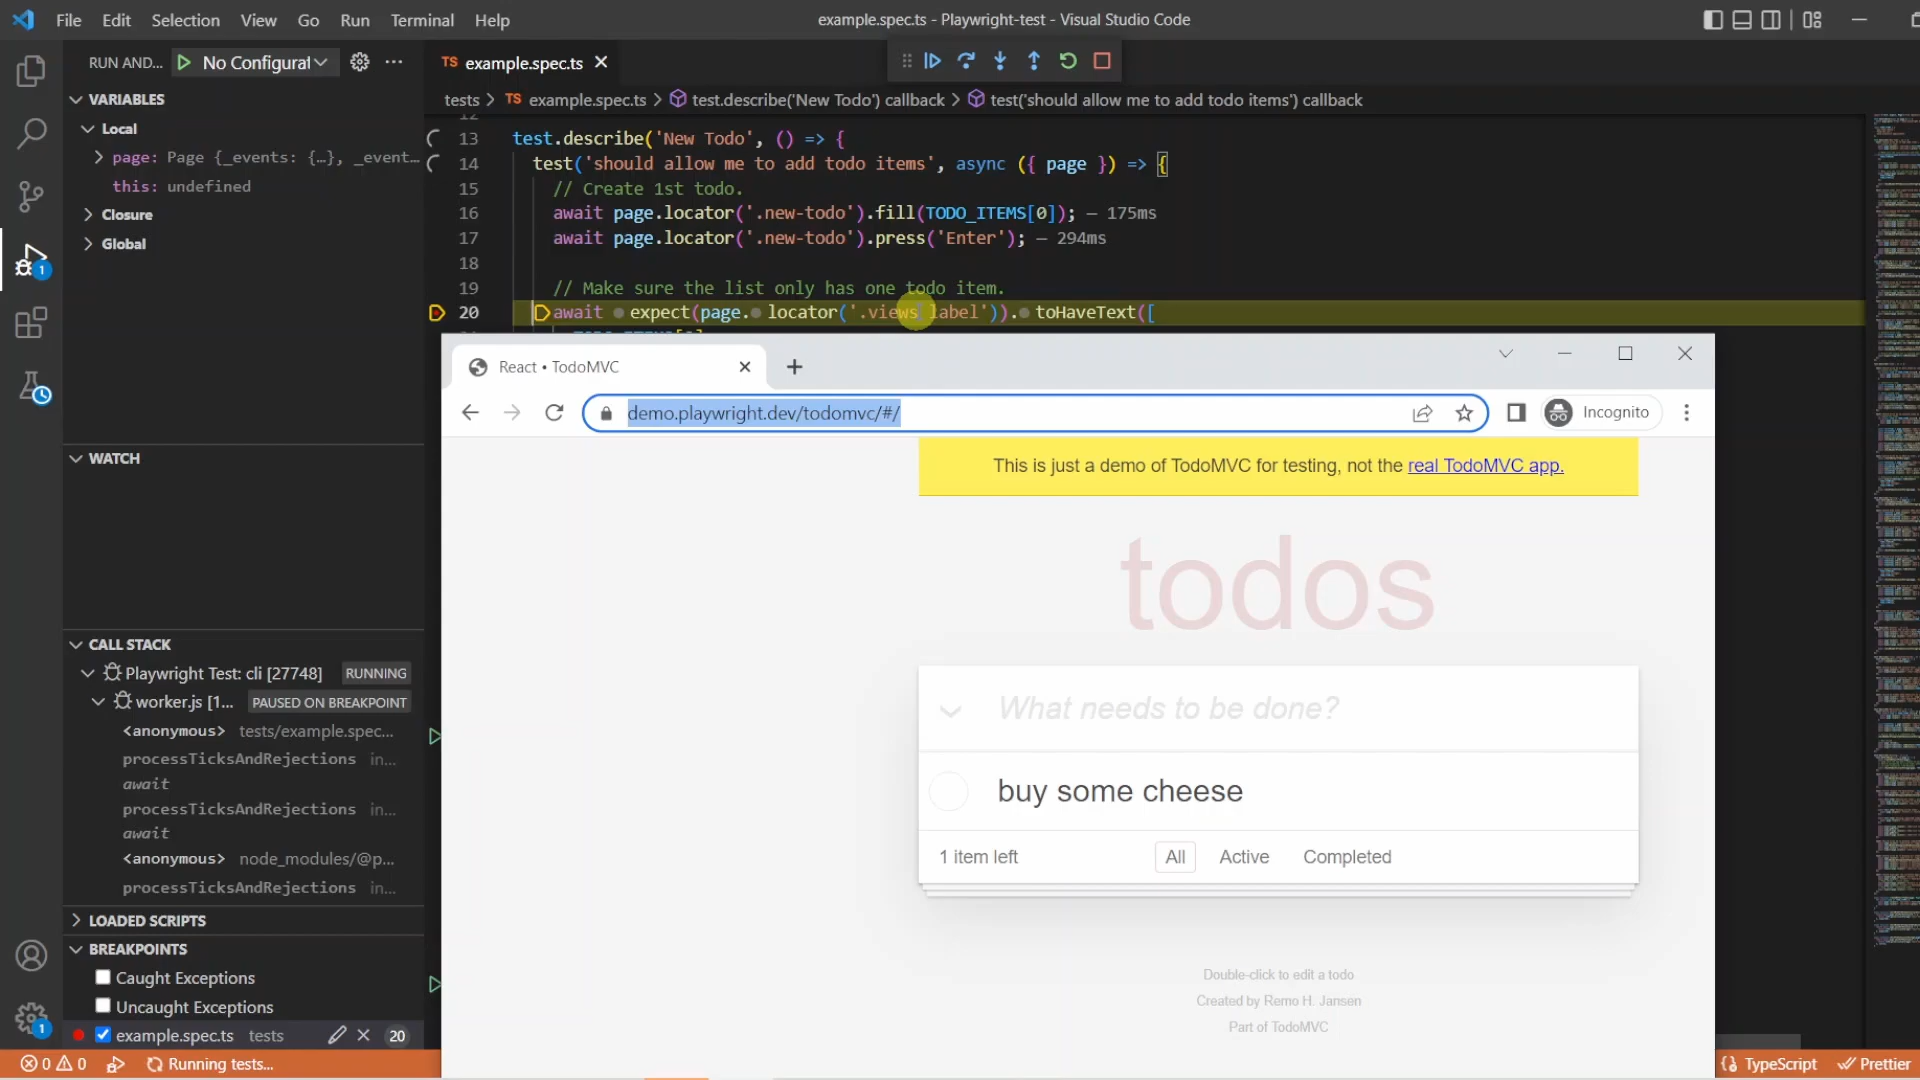 File Edit Selection View Go Run Terminal Help
example.spec.ts - Playwright-test - Visual Studio Code
RUN AND... No Configurat
TS example.spec.ts
tests > TS example.spec.ts > test.describe('New Todo') callback > test('should allow me to add todo items') callback
VARIABLES
Local
page: Page {_events: {…}, _event...
this: undefined
Closure
Global
12
13 test.describe('New Todo', () => {
14 test('should allow me to add todo items', async ({ page }) => {
15 // Create 1st todo.
16 await page.locator('.new-todo').fill(TODO_ITEMS[0]); — 175ms
17 await page.locator('.new-todo').press('Enter'); — 294ms
18
19 // Make sure the list only has one todo item.
20 await expect(page.locator('.views label')).toHaveText([
React • TodoMVC
demo.playwright.dev/todomvc/#/
Incognito
This is just a demo of TodoMVC for testing, not the real TodoMVC app.
todos
What needs to be done?
buy some cheese
1 item left All Active Completed
Double-click to edit a todo
Created by Remo H. Jansen
Part of TodoMVC
WATCH
CALL STACK
Playwright Test: cli [27748] RUNNING
worker.js [1... PAUSED ON BREAKPOINT
<anonymous> tests/example.spec...
processTicksAndRejections in...
await
processTicksAndRejections in...
await
<anonymous> node_modules/@p...
processTicksAndRejections in...
LOADED SCRIPTS
BREAKPOINTS
Caught Exceptions
Uncaught Exceptions
example.spec.ts tests 20
1
1
0 0 Running tests...
TypeScript Prettier